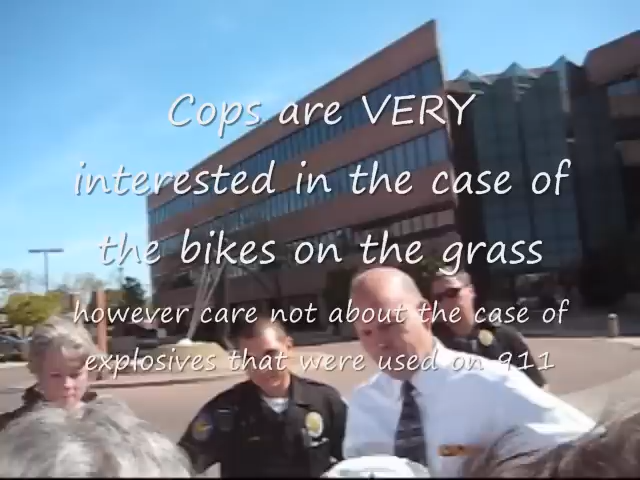 Cops are VERY
interested in the case of
the bikes on the grass
however care not about the case of
explosives that were used on 911